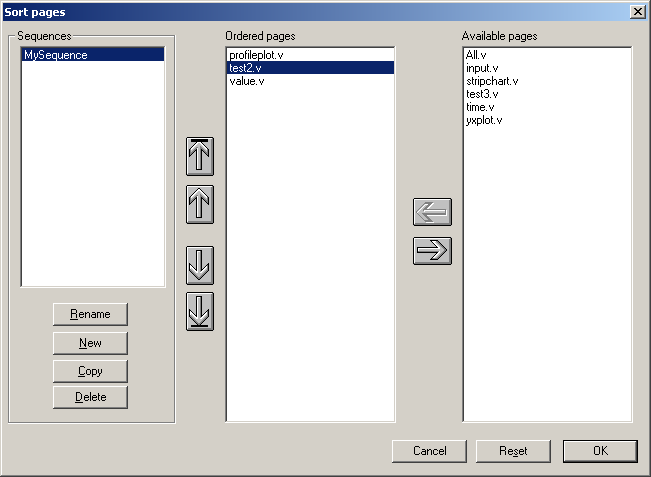 Sort pages
Sequences
MySequence
Rename
New
Copy
Delete
Ordered pages
profileplot.v
test2.v
value.v
Available pages
All.v
input.v
stripchart.v
test3.v
time.v
yxplot.v
Cancel
Reset
OK